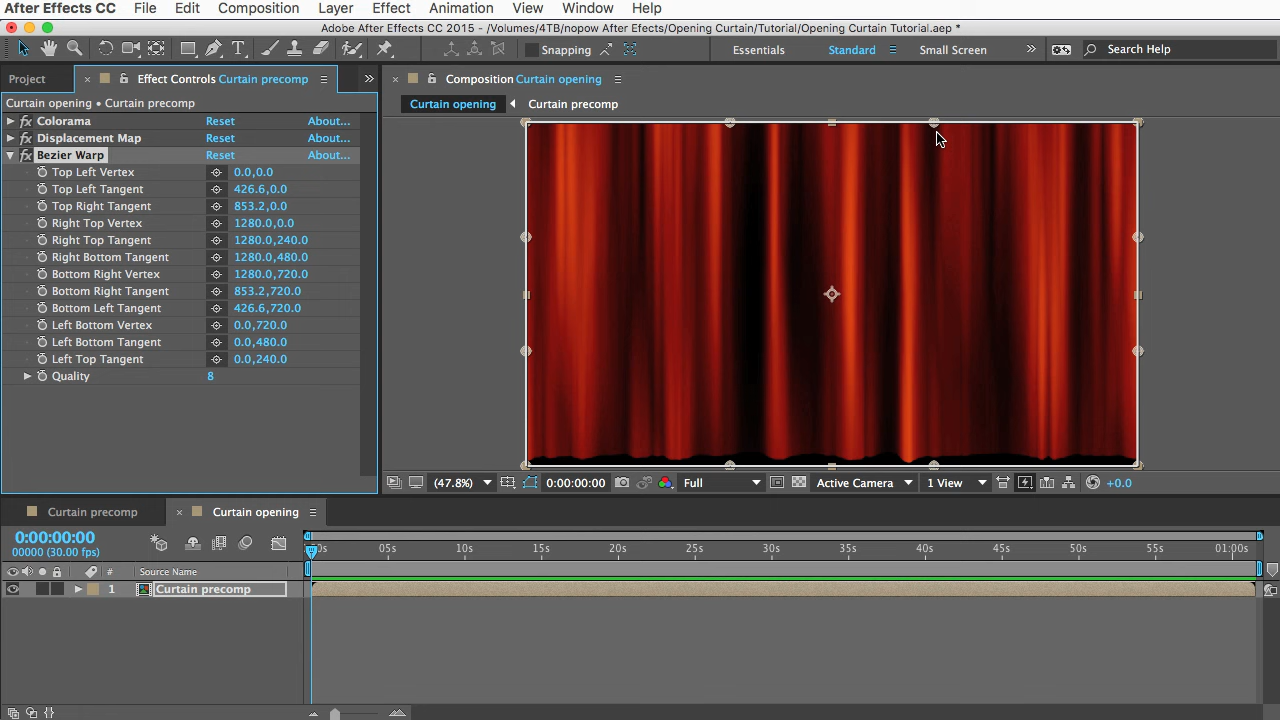 After Effects CC File Edit Composition Layer Effect Animation View Window Help
Adobe After Effects CC 2015 - /Volumes/4TB/nopow After Efects/Opening Curtain/Tutorial/Opening Curtain Tutorial.aep *
Snapping Essentials Standard Small Screen Search Help
Project Effect Controls Curtain precomp
Composition Curtain opening
Curtain opening • Curtain precomp
Curtain opening Curtain precomp
fx Colorama Reset About...
fx Displacement Map Reset About...
fx Bezier Warp Reset About...
Top Left Vertex 0.0,0.0
Top Left Tangent 426.6,0.0
Top Right Tangent 853.2,0.0
Right Top Vertex 1280.0,0.0
Right Top Tangent 1280.0,240.0
Right Bottom Tangent 1280.0,480.0
Bottom Right Vertex 1280.0,720.0
Bottom Right Tangent 853.2,720.0
Bottom Left Tangent 426.6,720.0
Left Bottom Vertex 0.0,720.0
Left Bottom Tangent 0.0,480.0
Left Top Tangent 0.0,240.0
Quality 8
(47.8%) 0:00:00:00 Full Active Camera 1 View +0.0
Curtain precomp Curtain opening
0:00:00:00
00000 (30.00 fps)
05s 10s 15s 20s 25s 30s 35s 40s 45s 50s 55s 01:00s
# Source Name
1 Curtain precomp